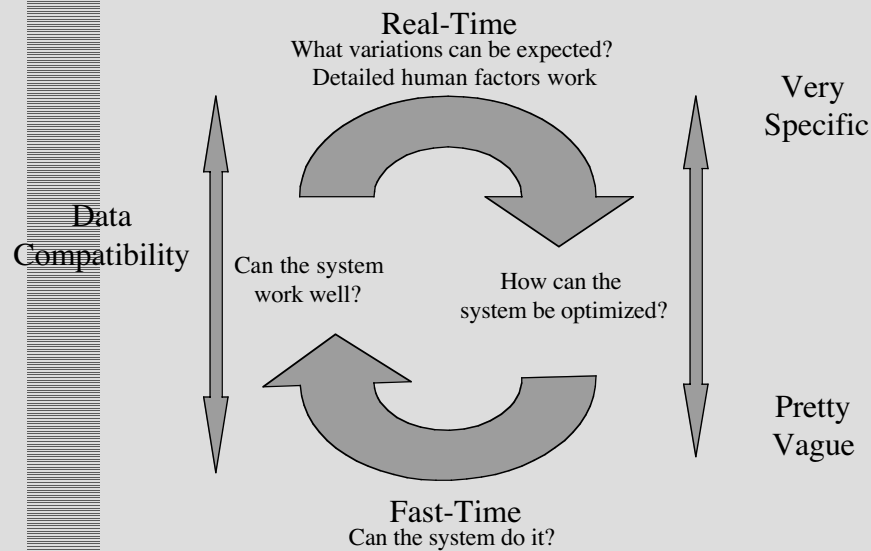 Real-Time
What variations can be expected?
Detailed human factors work
Very
Specific
Data
Compatibility
Can the system
work well?
How can the
system be optimized?
Pretty
Vague
Fast-Time
Can the system do it?